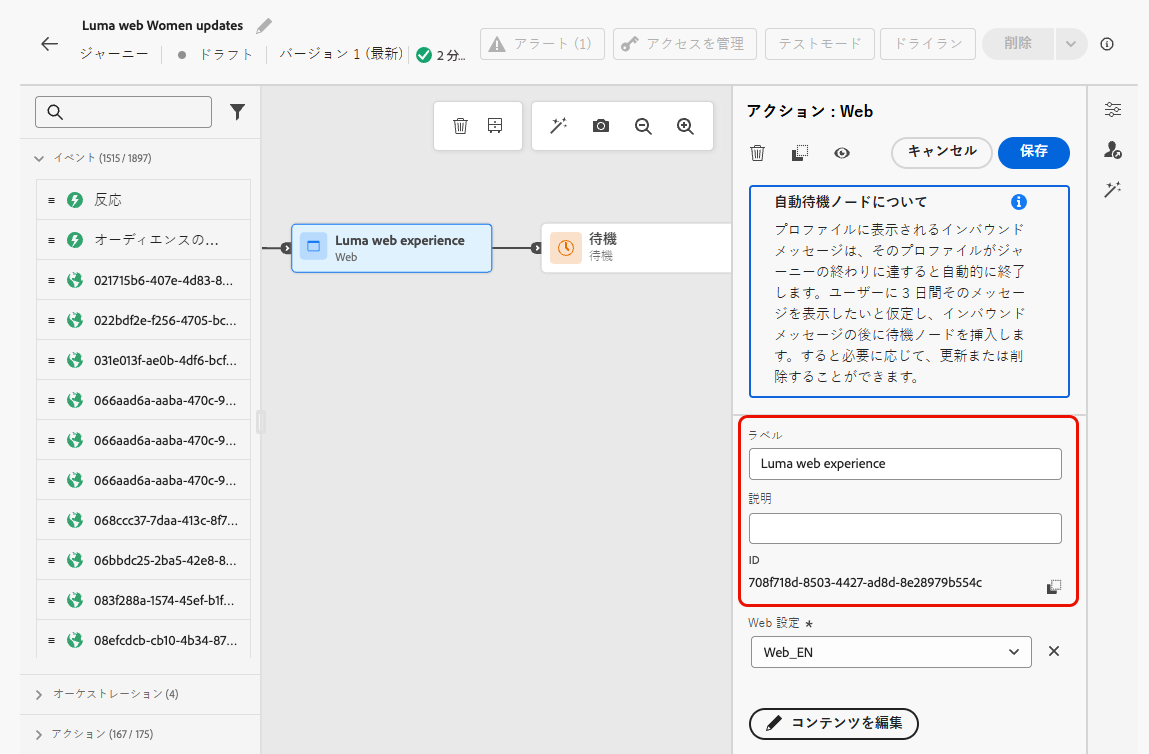 Luma web Women updates
ジャーニー
ドラフト
バージョン 1 (最新)
2 分...
アラート (1)
アクセスを管理
テストモード
ドライラン
削除
イベント (1515 / 1897)
反応
オーディエンスの...
021715b6-407e-4d83-8...
022bdf2e-f256-4705-bc...
031e013f-ae0b-4df6-bcf...
066aad6a-aaba-470c-9...
066aad6a-aaba-470c-9...
066aad6a-aaba-470c-9...
068ccc37-7daa-413c-8f7...
06bbdc25-2ba5-42e8-8...
083f288a-1574-45ef-b1f...
08efcdcb-cb10-4b34-87...
オーケストレーション (4)
アクション (167 / 175)
Luma web experience
Web
待機
待機
アクション : Web
キャンセル
保存
自動待機ノードについて
プロファイルに表示されるインバウンド
メッセージは、そのプロファイルがジャ
ーニーの終わりに達すると自動的に終了
します。ユーザーに 3 日間そのメッセー
ジを表示したいと仮定し、インバウンド
メッセージの後に待機ノードを挿入しま
す。すると必要に応じて、更新または削
除することができます。
ラベル
Luma web experience
説明
ID
708f718d-8503-4427-ad8d-8e28979b554c
Web 設定 *
Web_EN
コンテンツを編集